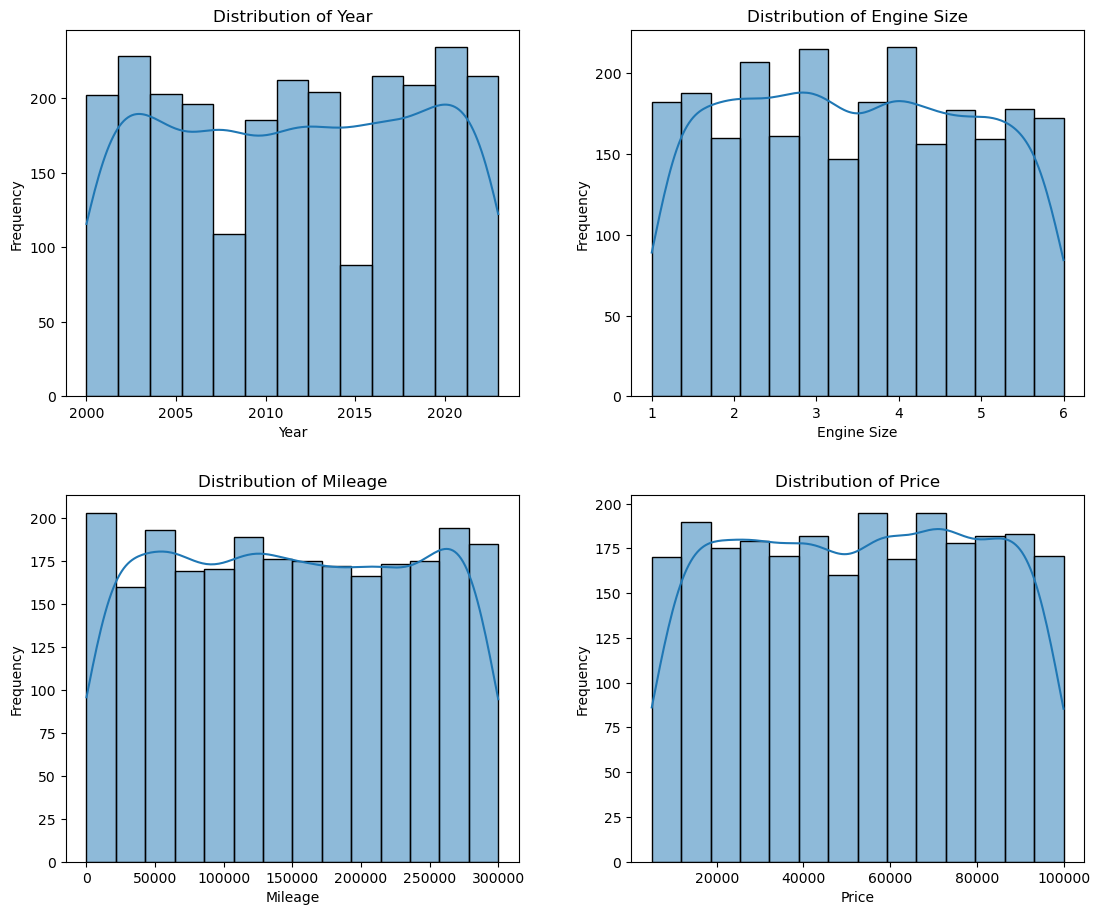 Distribution of Year
Frequency
200
150
100
50
0
2000 2005 2010 2015 2020
Year
Distribution of Engine Size
Frequency
200
150
100
50
0
1 2 3 4 5 6
Engine Size
Distribution of Mileage
Frequency
200
175
150
125
100
75
50
25
0
0 50000 100000 150000 200000 250000 300000
Mileage
Distribution of Price
Frequency
200
175
150
125
100
75
50
25
0
20000 40000 60000 80000 100000
Price